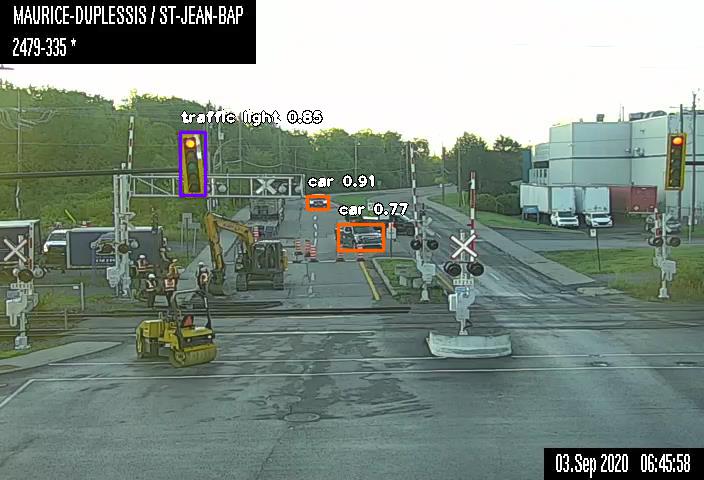 MAURICE-DUPLESSIS / ST-JEAN-BAP
2479-335 *
traffic light 0.85
car 0.91
car 0.77
03.Sep 2020 06:45:58